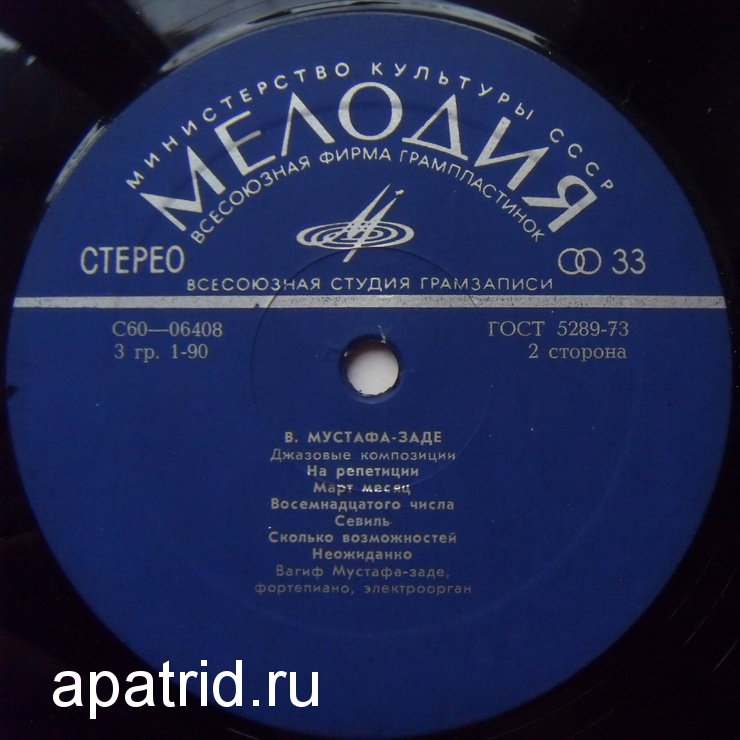 МИНИСТЕРСТВО КУЛЬТУРЫ СССР
МЕЛОДИЯ
ВСЕСОЮЗНАЯ ФИРМА ГРАМПЛАСТИНОК
СТЕРЕО
33
ВСЕСОЮЗНАЯ СТУДИЯ ГРАМЗАПИСИ
С60—06408
ГОСТ 5289-73
3 гр. 1-90
2 сторона
В. МУСТАФА-ЗАДЕ
Джазовые композиции
На репетиции
Март месяц
Восемнадцатого числа
Севиль
Сколько возможностей
Неожиданно
Вагиф Мустафа-заде,
фортепиано, электроорган
apatrid.ru